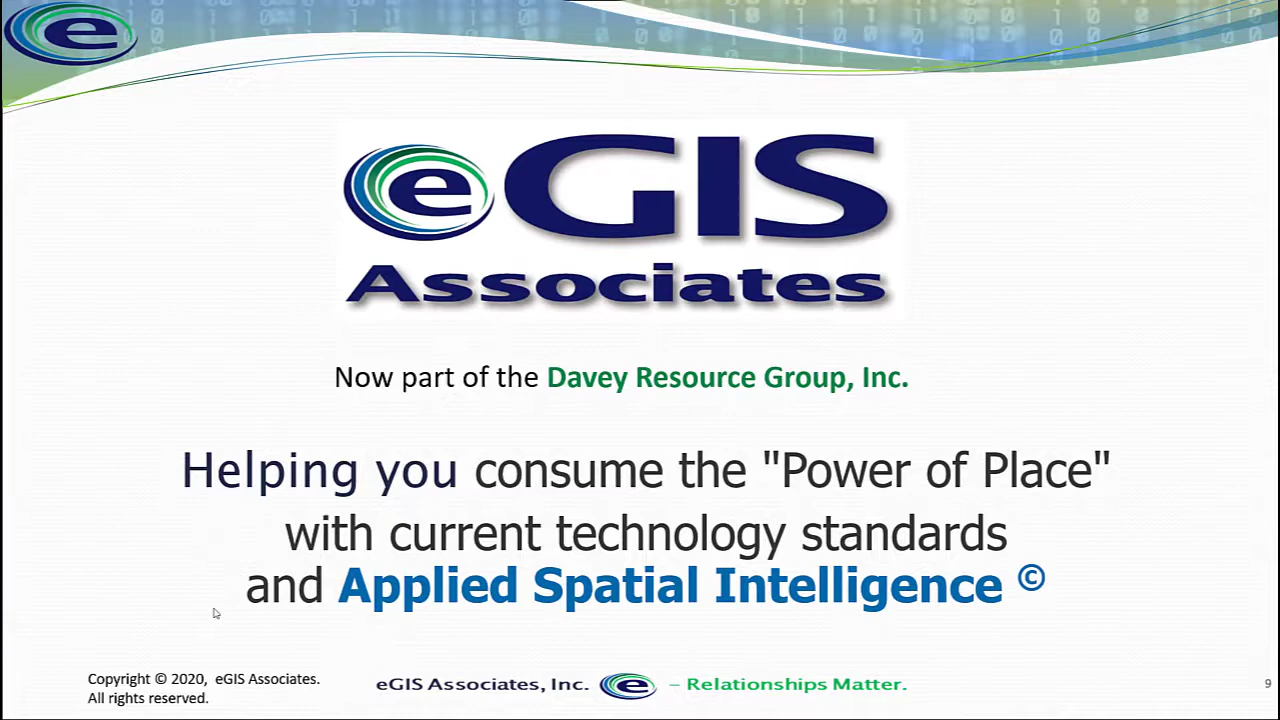 e
eGIS
Associates
Now part of the Davey Resource Group, Inc.
Helping you consume the "Power of Place"
with current technology standards
and Applied Spatial Intelligence ©
Copyright © 2020, eGIS Associates.
All rights reserved.
eGIS Associates, Inc. e – Relationships Matter.
9